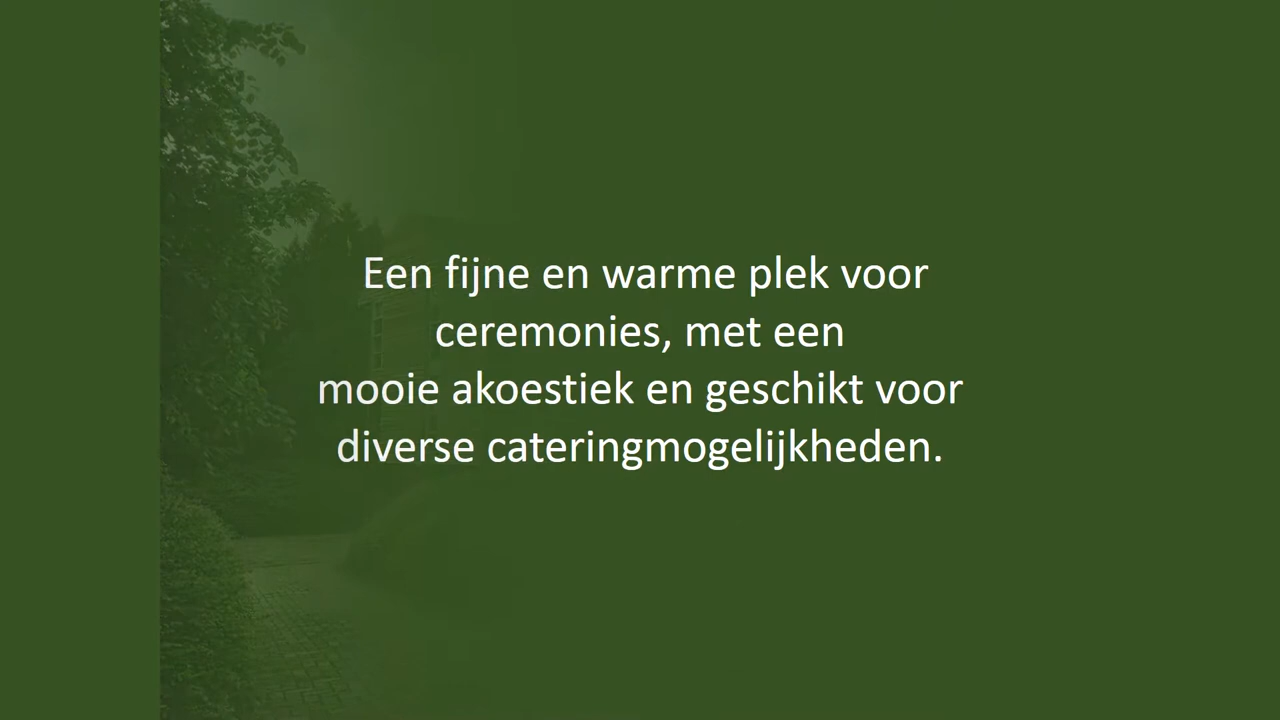 Een fijne en warme plek voor
ceremonies, met een
mooie akoestiek en geschikt voor
diverse cateringmogelijkheden.